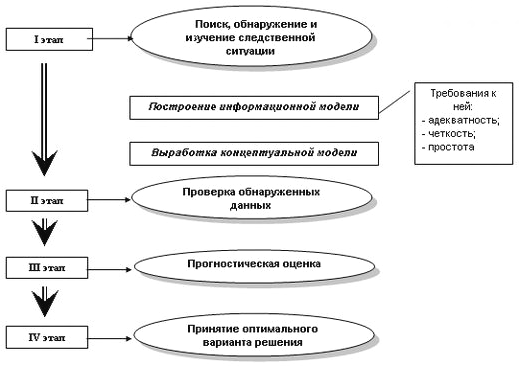 I этап
Поиск, обнаружение и
изучение следственной
ситуации
Построение информационной модели
Требования к
ней:
- адекватность;
- четкость;
- простота
Выработка концептуальной модели
II этап
Проверка обнаруженных
данных
III этап
Прогностическая оценка
IV этап
Принятие оптимального
варианта решения